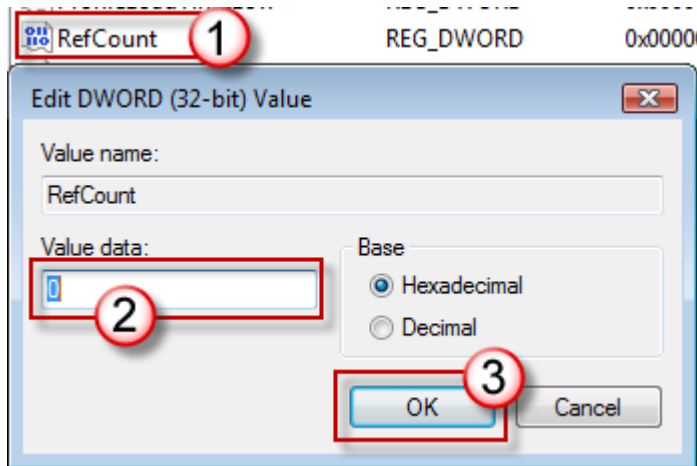 RefCount 1 REG_DWORD 0x0000
Edit DWORD (32-bit) Value
Value name:
RefCount
Value data: Base
0 Hexadecimal
2 Decimal
3
OK Cancel